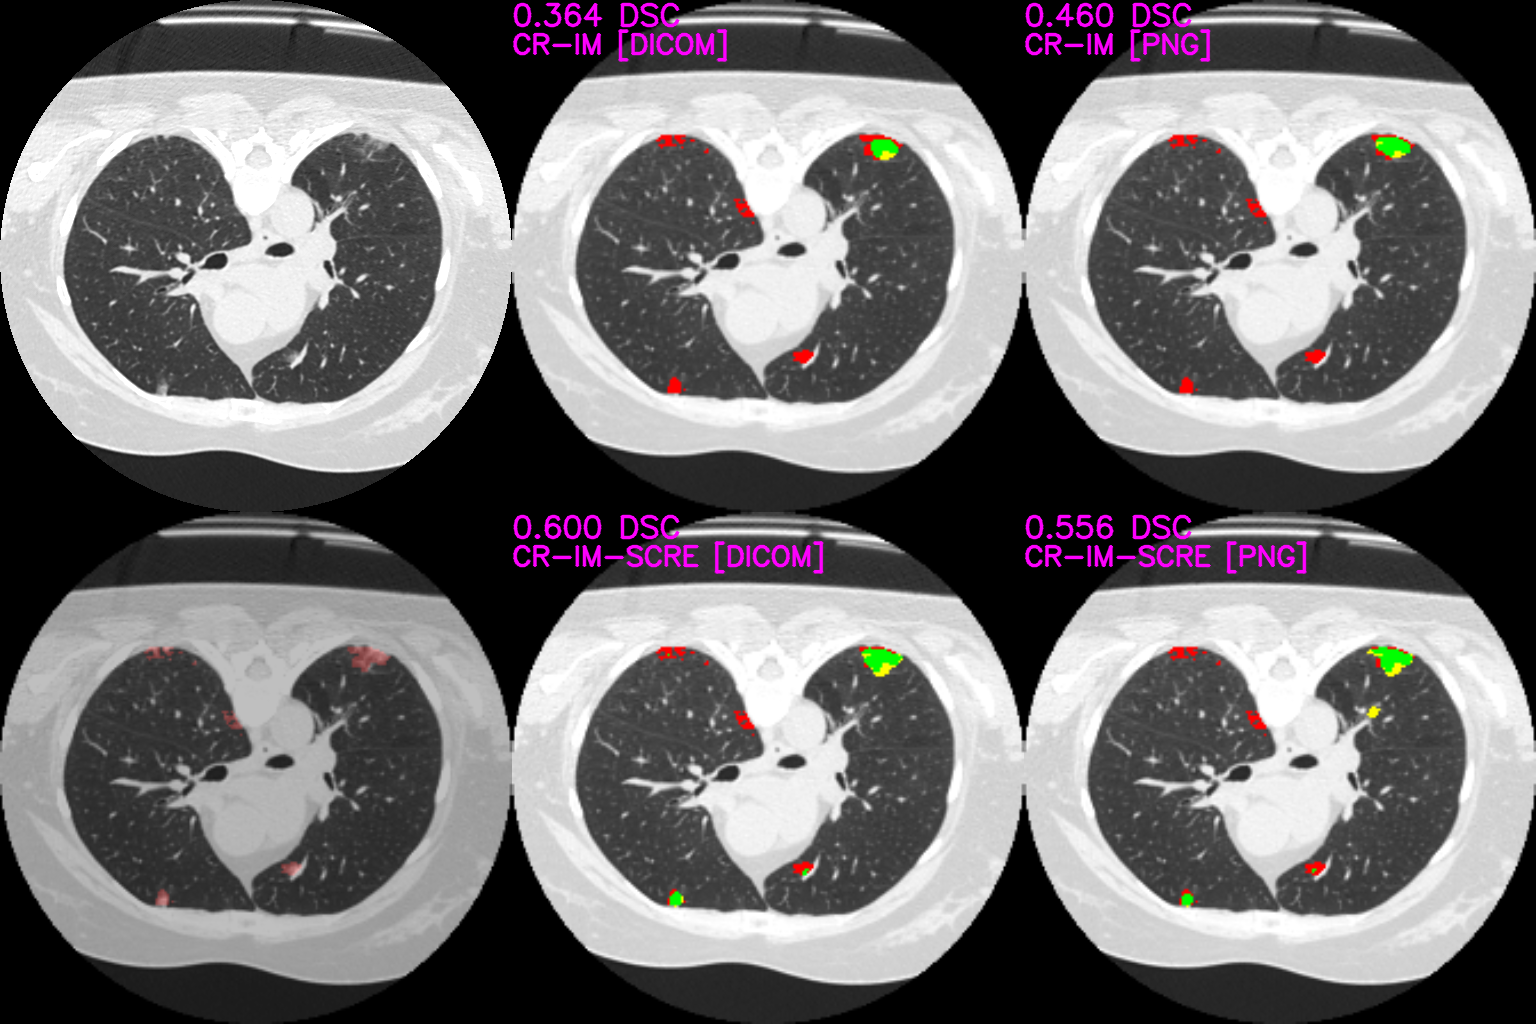 0.364 DSC
CR-IM [DICOM]
0.460 DSC
CR-IM [PNG]
0.600 DSC
CR-IM-SCRE [DICOM]
0.556 DSC
CR-IM-SCRE [PNG]